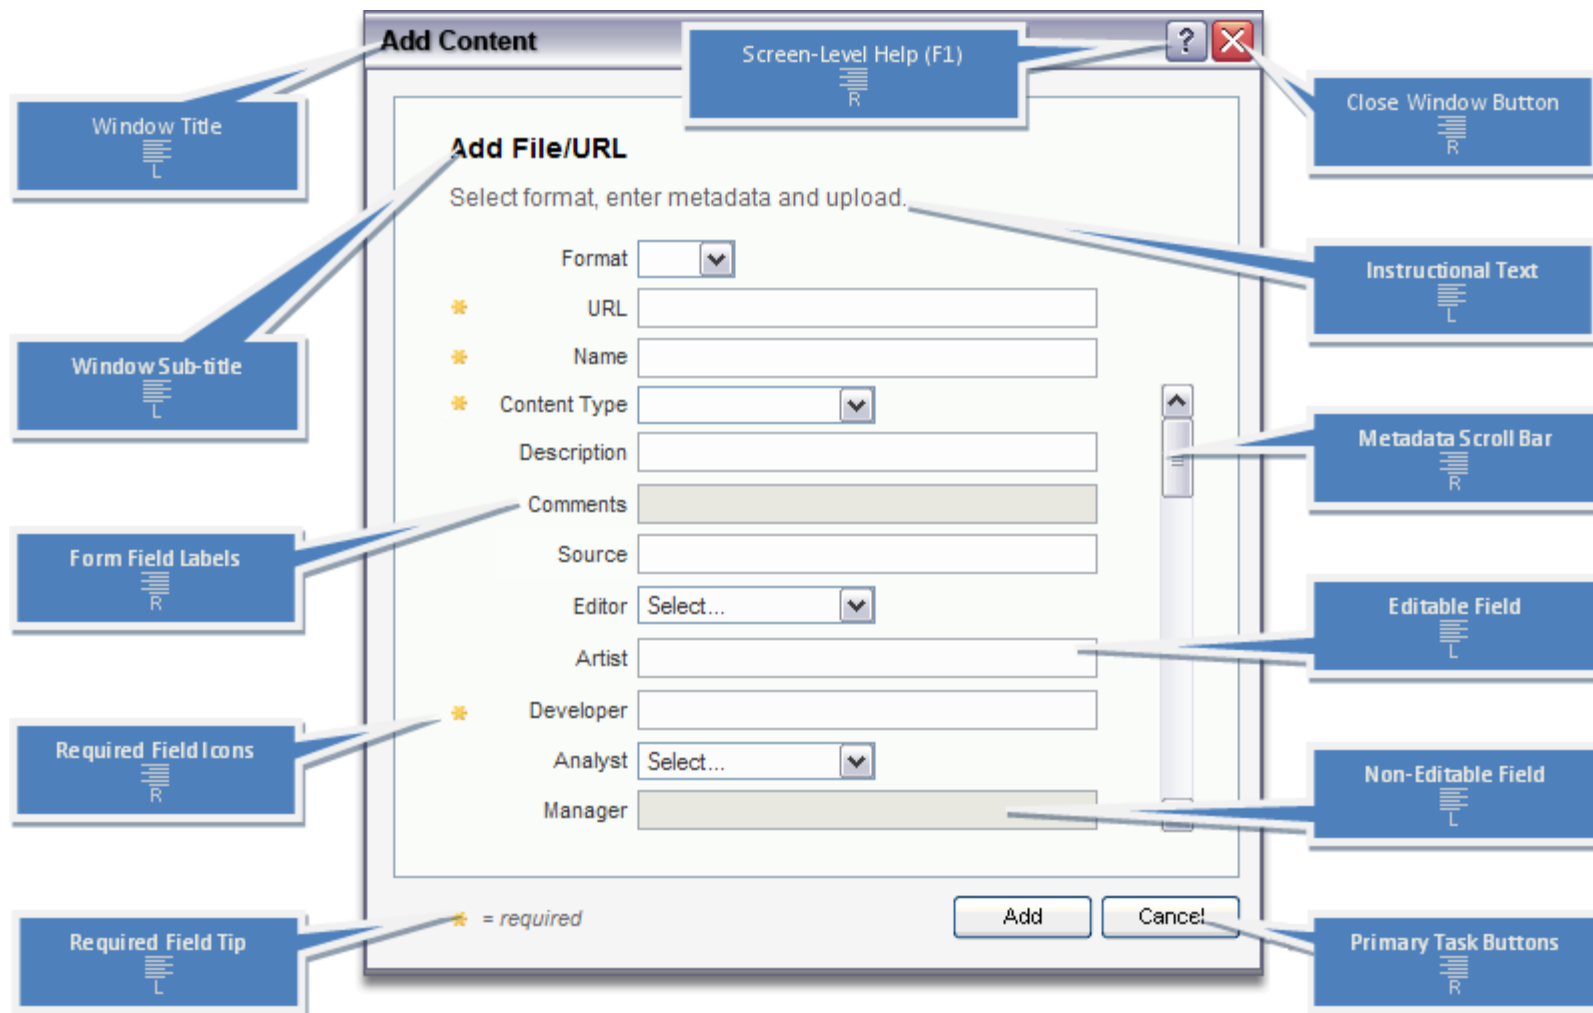 Add Content
?
Screen-Level Help (F1)
R
Window Title
L
Close Window Button
R
Add File/URL
Select format, enter metadata and upload.
Instructional Text
L
Format
* URL
* Name
Window Sub-title
L
* Content Type
Description
Metadata Scroll Bar
R
Comments
Form Field Labels
R
Source
Editor Select...
Editable Field
L
Artist
* Developer
Required Field Icons
R
Analyst Select...
Non-Editable Field
L
Manager
* = required
Add Cancel
Required Field Tip
L
Primary Task Buttons
R